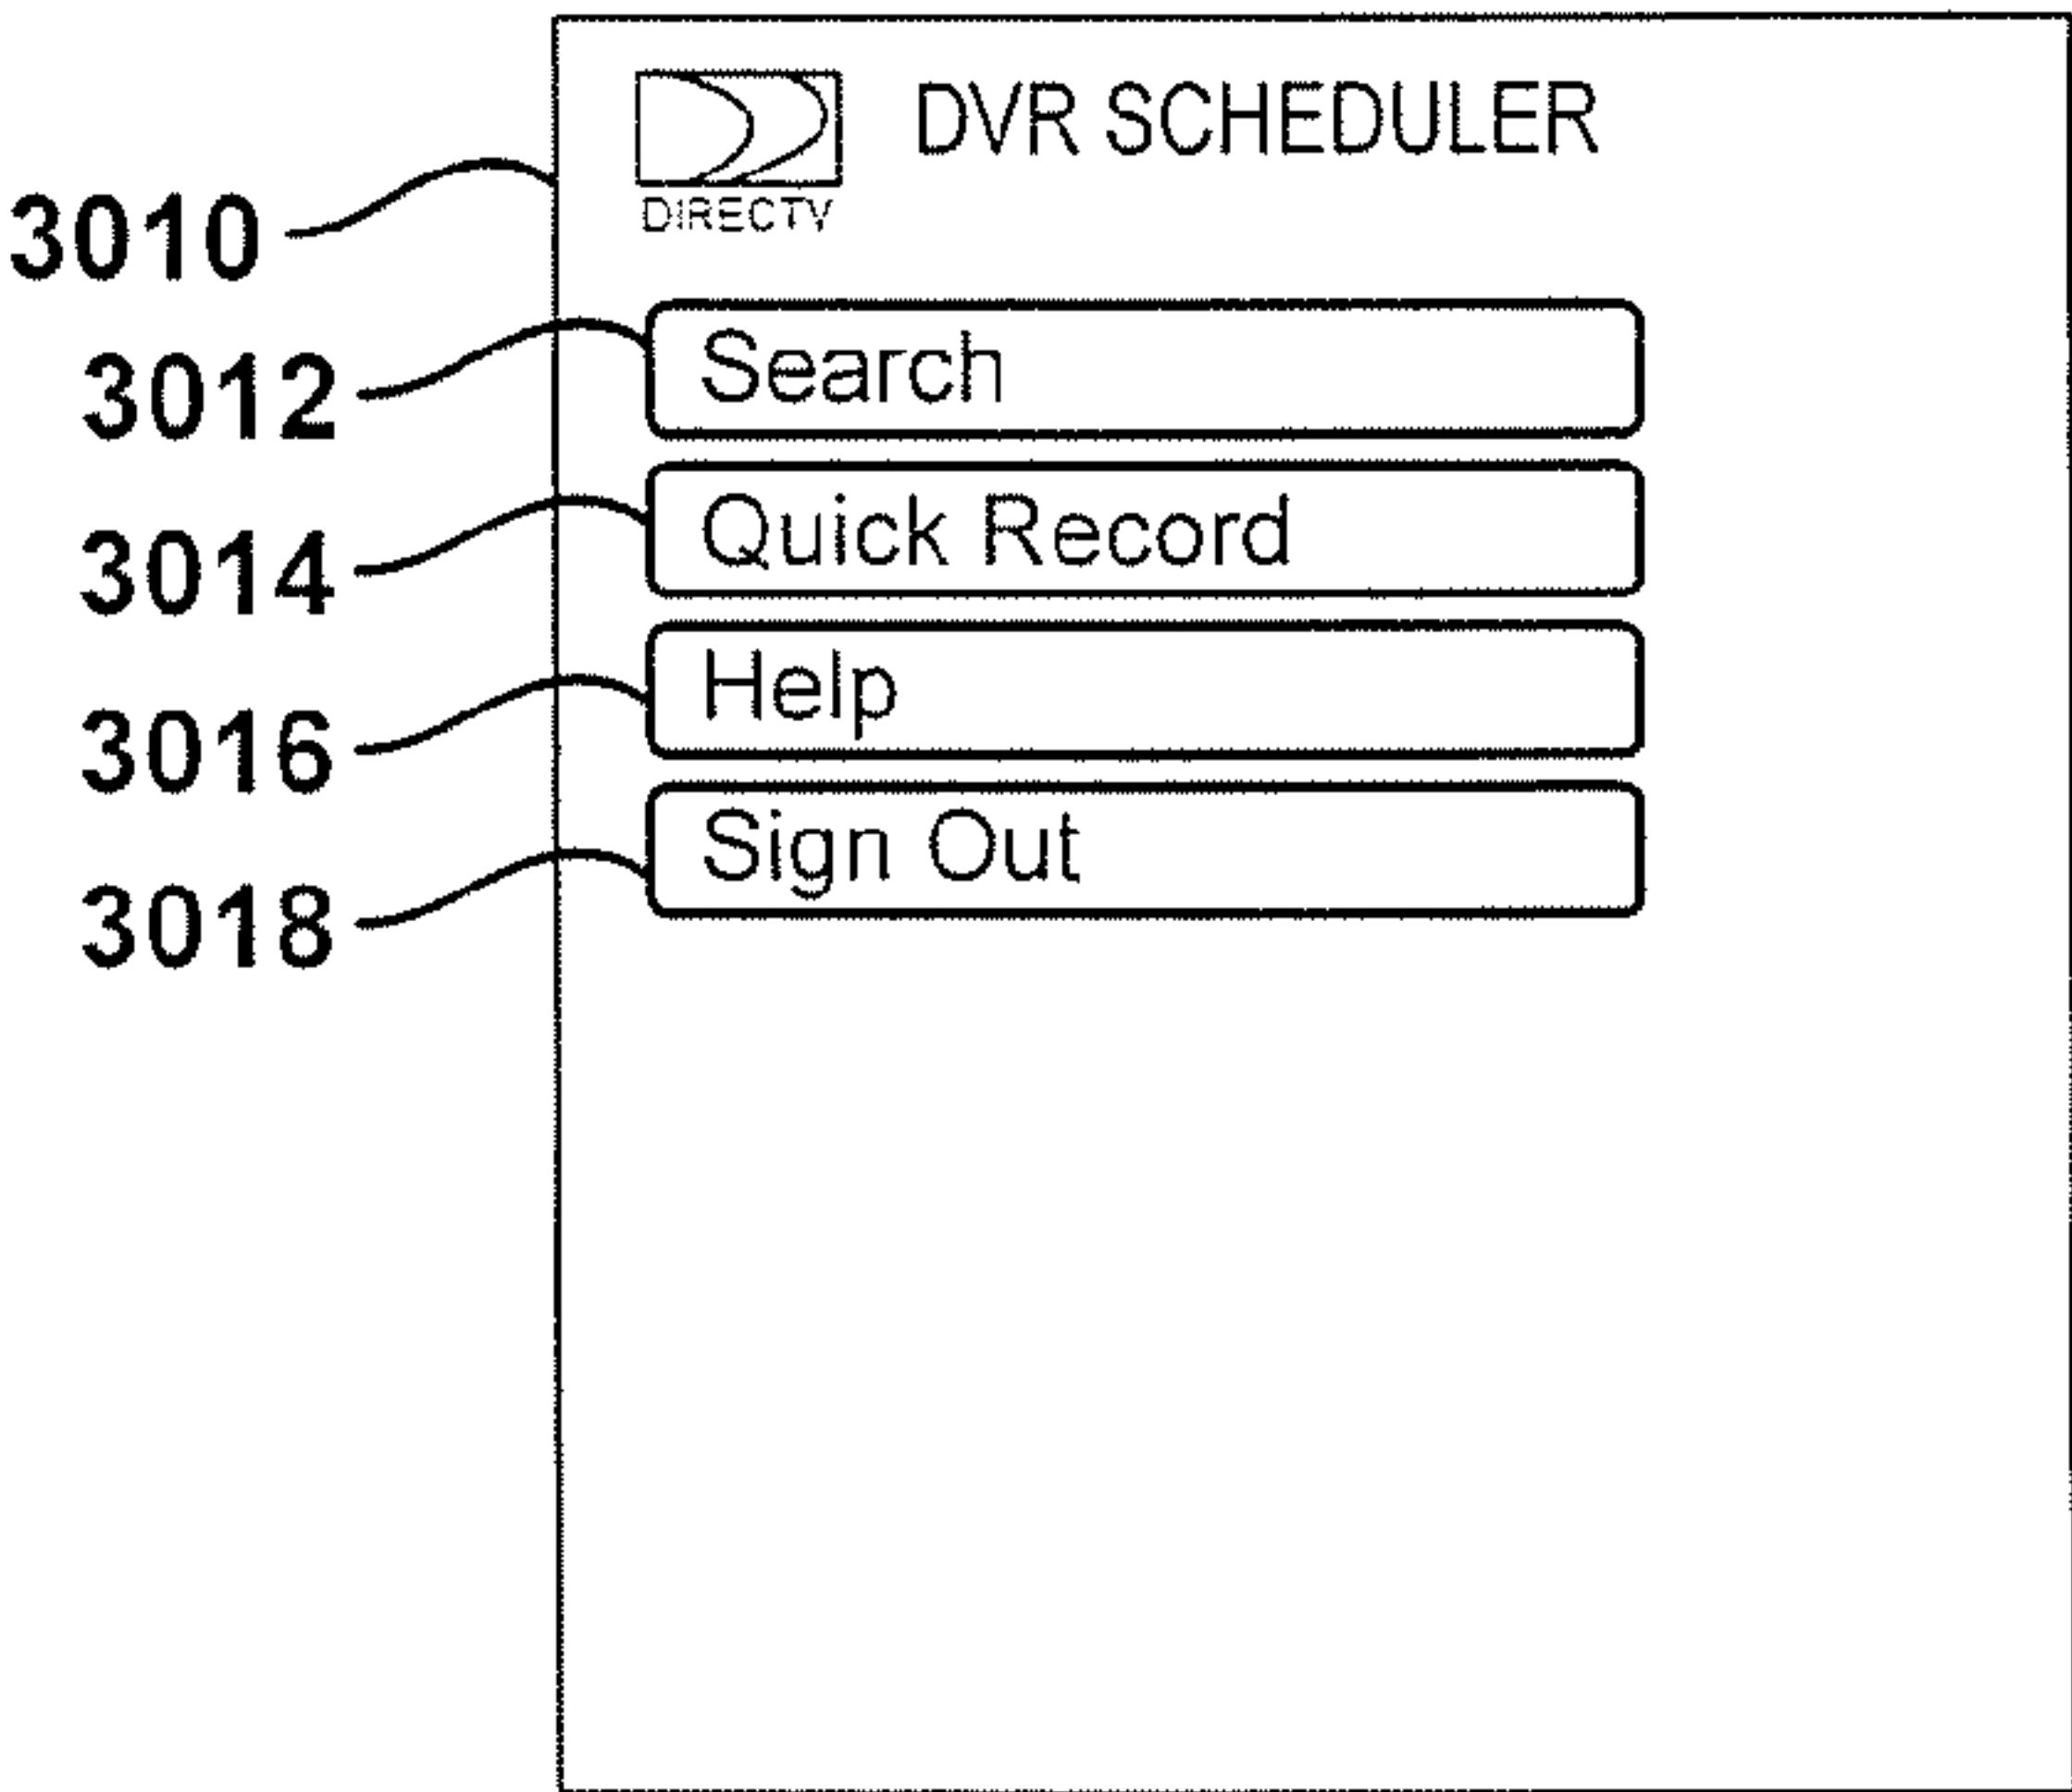 DVR SCHEDULER
DIRECTV
3010
Search
3012
Quick Record
3014
Help
3016
Sign Out
3018